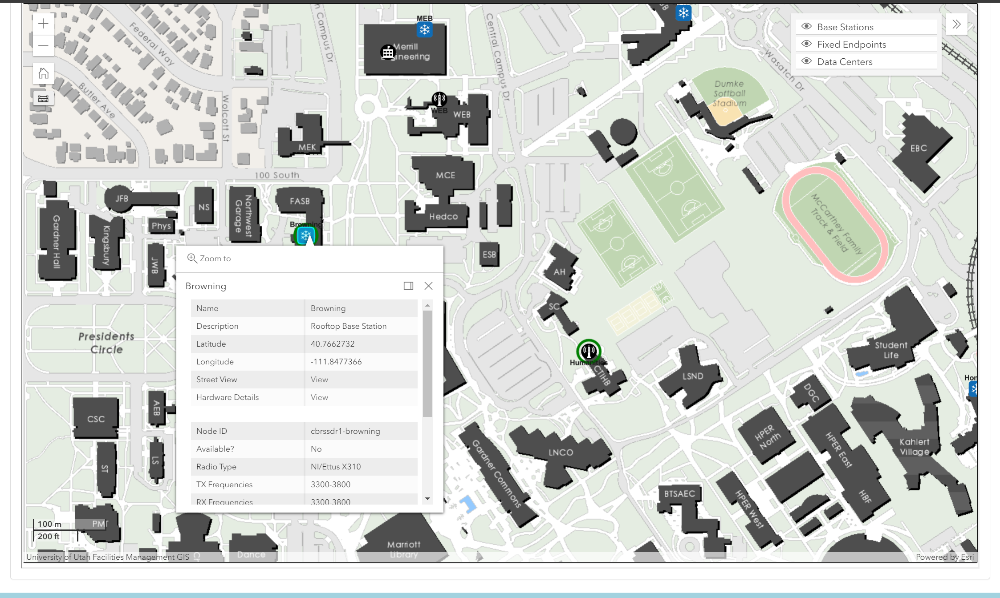 MEB
Merrill
Engineering
Base Stations
Fixed Endpoints
Data Centers
Federal Way
Butler Ave
Wolcott St
Campus Dr
Central Campus Dr
Wasatch Dr
Dumke
Softball
Stadium
WEB
WEB
MEK
EBC
100 South
MCE
JFB
NS
Northwest
Garage
FASB
Gardner Hall
Kingsbury
Phys
Hedco
McCarthey Family
Track & Field
Browning
JWB
ESB
AH
Zoom to
Browning
Name Browning
Description Rooftop Base Station
Latitude 40.7662732
Longitude -111.8477366
Street View View
Hardware Details View
Node ID cbrssdr1-browning
Available? No
Radio Type NI/Ettus X310
TX Frequencies 3300-3800
RX Frequencies 3300-3800
SC
Presidents
Circle
Humanities
CTIHB
LSND
Student
Life
Hon
DGC
AEB
CSC
HPER
North
HPER East
Kahlert
Village
LNCO
Gardner Commons
ST
LS
BTSAEC
HPER West
HBF
PMT
100 m
200 ft
Marriott
Library
Dance
University of Utah Facilities Management GIS
Powered by Esri